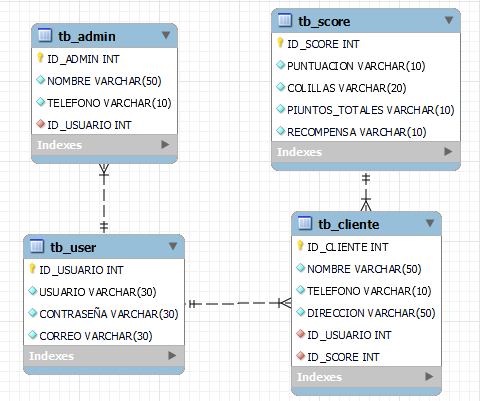 tb_admin
ID_ADMIN INT
NOMBRE VARCHAR(50)
TELEFONO VARCHAR(10)
ID_USUARIO INT
Indexes
tb_score
ID_SCORE INT
PUNTUACION VARCHAR(10)
COLILLAS VARCHAR(20)
PIUNTOS_TOTALES VARCHAR(10)
RECOMPENSA VARCHAR(10)
Indexes
tb_user
ID_USUARIO INT
USUARIO VARCHAR(30)
CONTRASEÑA VARCHAR(30)
CORREO VARCHAR(30)
Indexes
tb_cliente
ID_CLIENTE INT
NOMBRE VARCHAR(50)
TELEFONO VARCHAR(10)
DIRECCION VARCHAR(50)
ID_USUARIO INT
ID_SCORE INT
Indexes